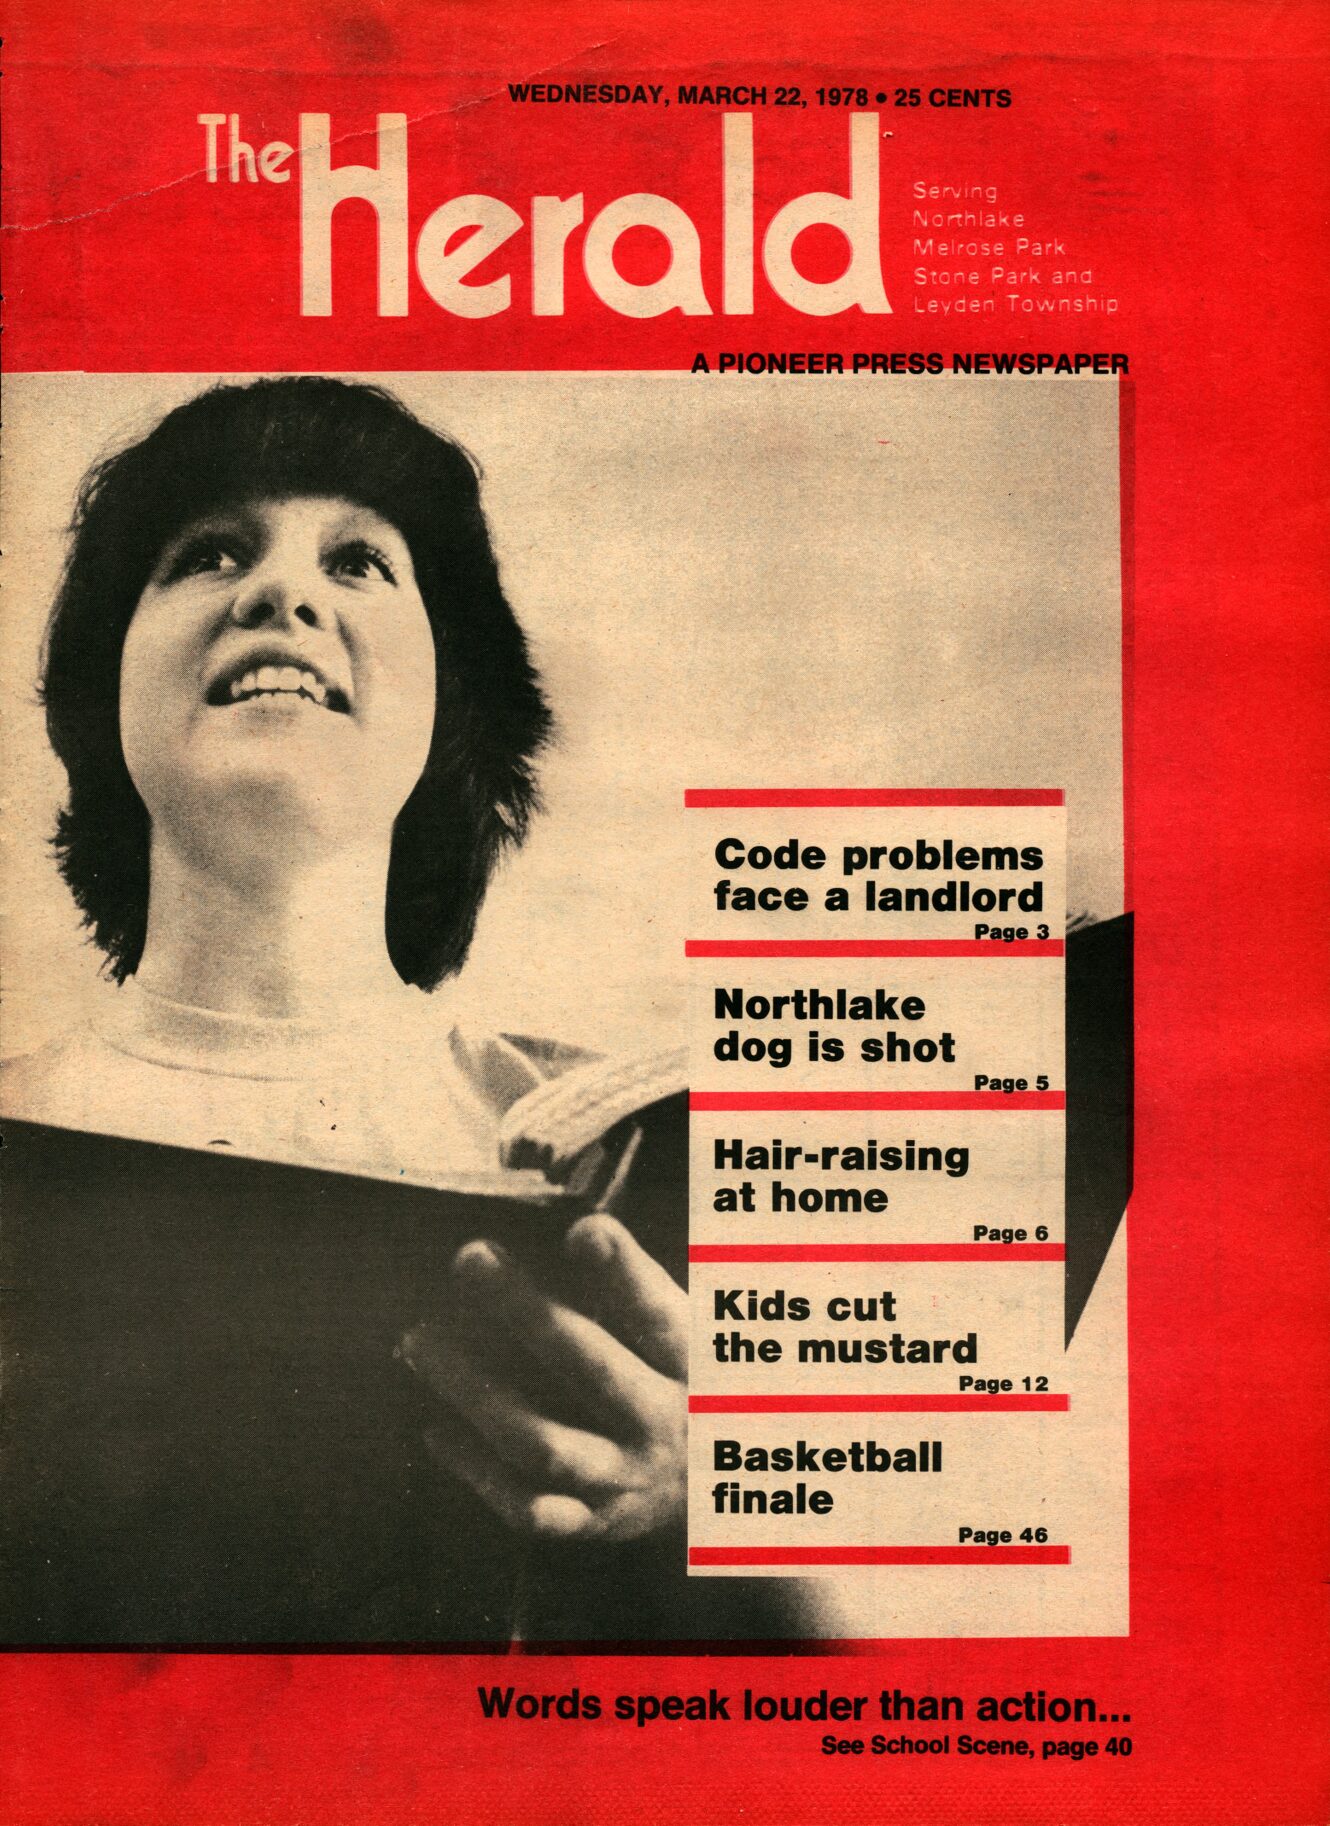 WEDNESDAY, MARCH 22, 1978 • 25 CENTS
The Herald
Serving
Northlake
Melrose Park
Stone Park and
Leyden Township
A PIONEER PRESS NEWSPAPER
Code problems
face a landlord
Page 3
Northlake
dog is shot
Page 5
Hair-raising
at home
Page 6
Kids cut
the mustard
Page 12
Basketball
finale
Page 46
Words speak louder than action...
See School Scene, page 40